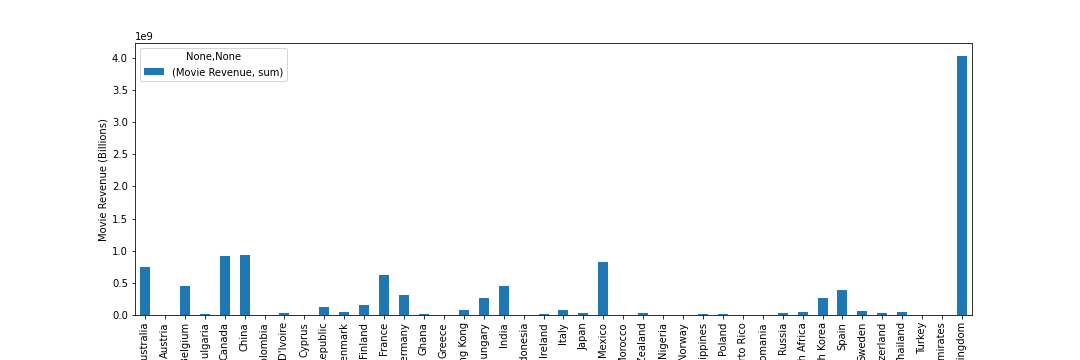 1e9
None,None
(Movie Revenue, sum)
Movie Revenue (Billions)
4.0
3.5
3.0
2.5
2.0
1.5
1.0
0.5
0.0
ustralia
Austria
elgium
ulgaria
Canada
China
lombia
D'Ivoire
Cyprus
epublic
enmark
Finland
France
ermany
Ghana
Greece
ng Kong
ungary
India
donesia
Ireland
Italy
Japan
Mexico
orocco
ealand
Nigeria
Norway
ippines
Poland
rto Rico
omania
Russia
h Africa
h Korea
Spain
Sweden
zerland
hailand
Turkey
mirates
ingdom